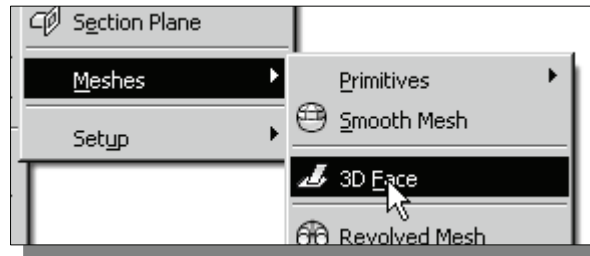 Section Plane
Meshes
Setup
Primitives
Smooth Mesh
3D Face
Revolved Mesh